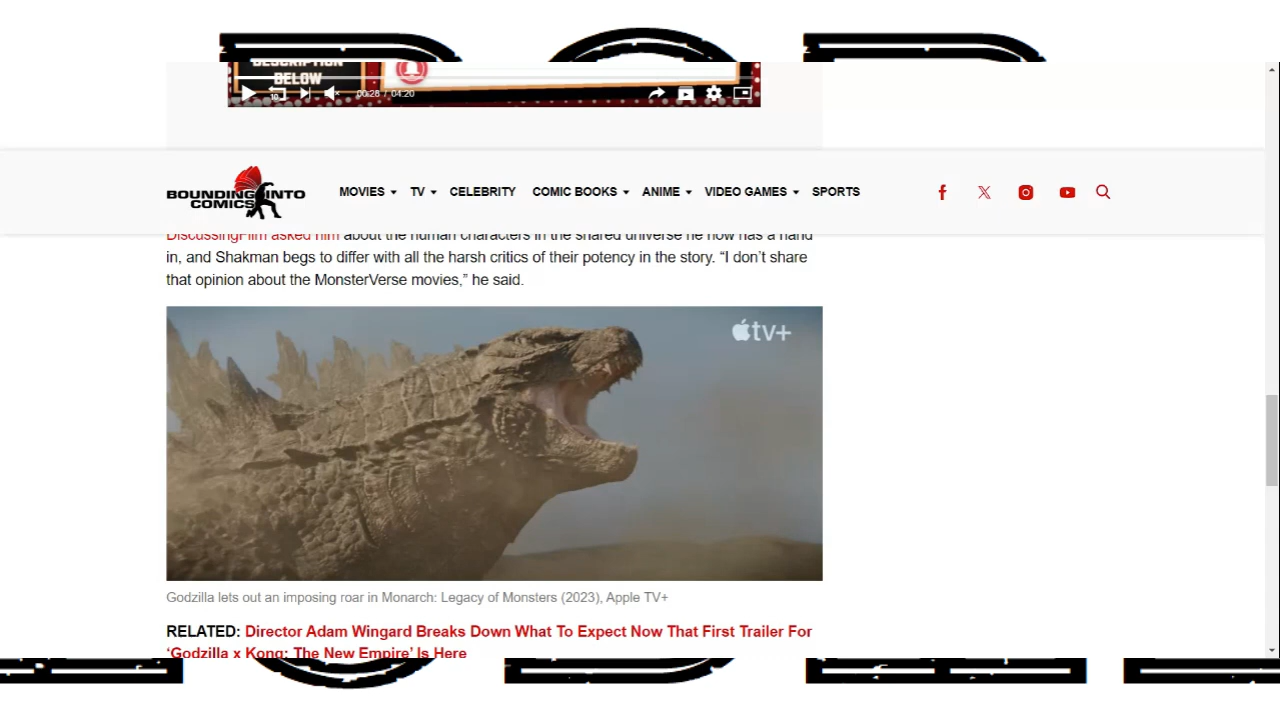 DESCRIPTION
BELOW
10
00:28 / 04:20
BOUNDING INTO
COMICS
MOVIES
TV
CELEBRITY
COMIC BOOKS
ANIME
VIDEO GAMES
SPORTS
DiscussingFilm asked him about the human characters in the shared universe he now has a hand
in, and Shakman begs to differ with all the harsh critics of their potency in the story. “I don’t share
that opinion about the MonsterVerse movies,” he said.
tv+
Godzilla lets out an imposing roar in Monarch: Legacy of Monsters (2023), Apple TV+
RELATED: Director Adam Wingard Breaks Down What To Expect Now That First Trailer For
‘Godzilla x Kong: The New Empire’ Is Here